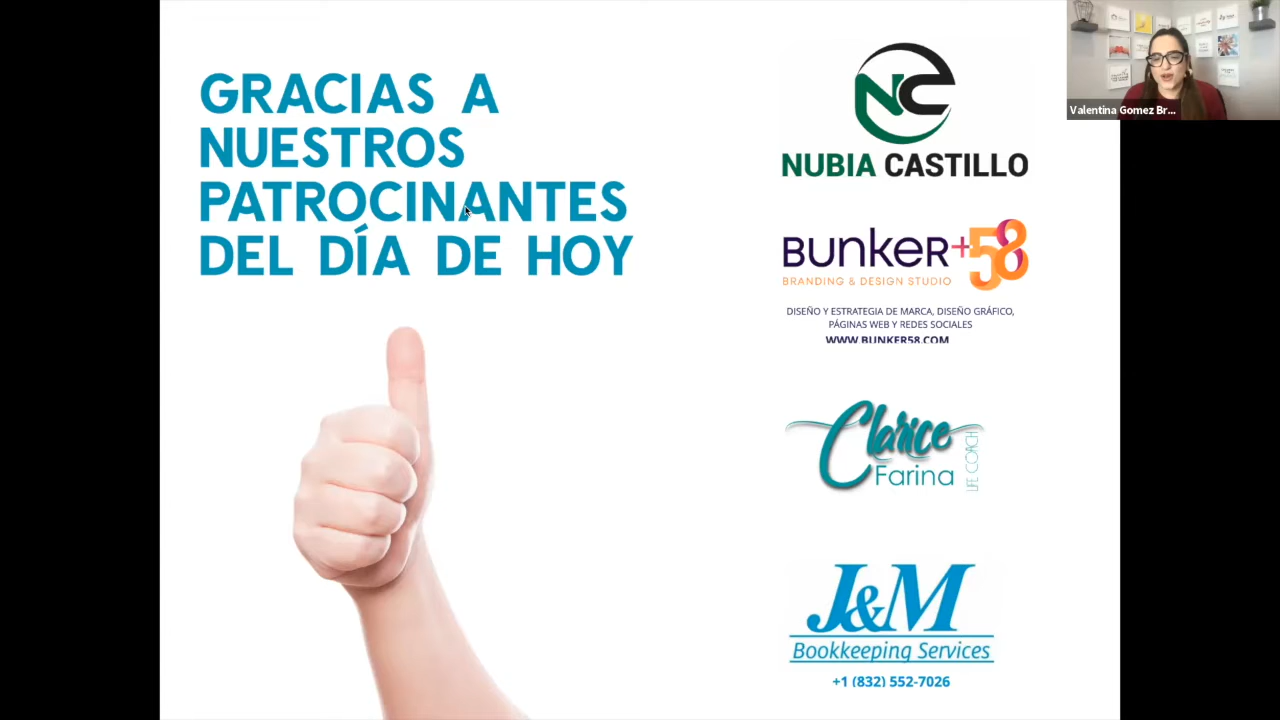 GRACIAS A
NUESTROS
PATROCINANTES
DEL DÍA DE HOY
NC
NUBIA CASTILLO
BUNKER+58
BRANDING & DESIGN STUDIO
DISEÑO Y ESTRATEGIA DE MARCA, DISEÑO GRÁFICO,
PÁGINAS WEB Y REDES SOCIALES
WWW.BUNKER58.COM
Clarice
Farina
LIFE COACH
J&M
Bookkeeping Services
+1 (832) 552-7026
Valentina Gomez Br...